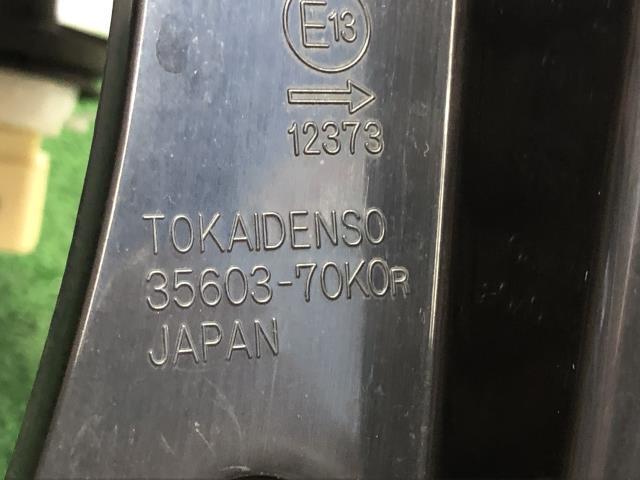 E13
→
12373
TOKAIDENSO
35603-70K0R
JAPAN